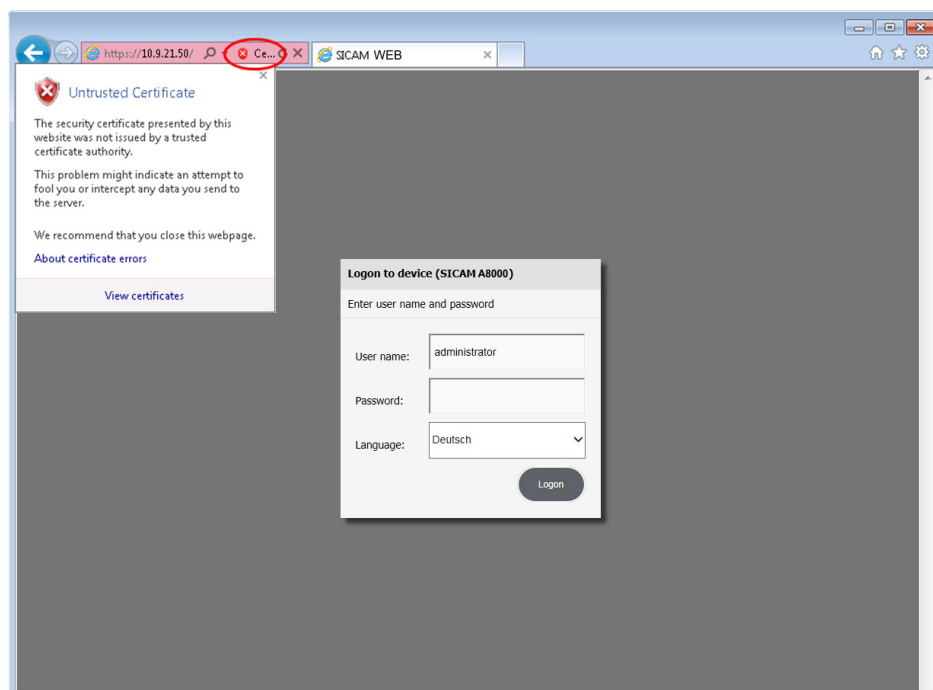 https://10.9.21.50/
Ce...
SICAM WEB
Untrusted Certificate
The security certificate presented by this
website was not issued by a trusted
certificate authority.
This problem might indicate an attempt to
fool you or intercept any data you send to
the server.
We recommend that you close this webpage.
About certificate errors
View certificates
Logon to device (SICAM A8000)
Enter user name and password
User name:
administrator
Password:
Language:
Deutsch
Logon